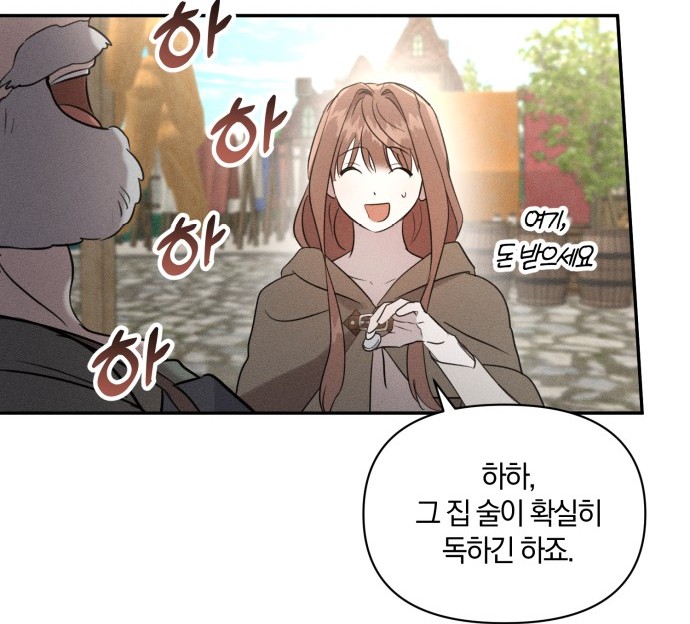 하
하
하
하
여기,
돈 받으세요
하하,
그 집 술이 확실히
독하긴 하죠.